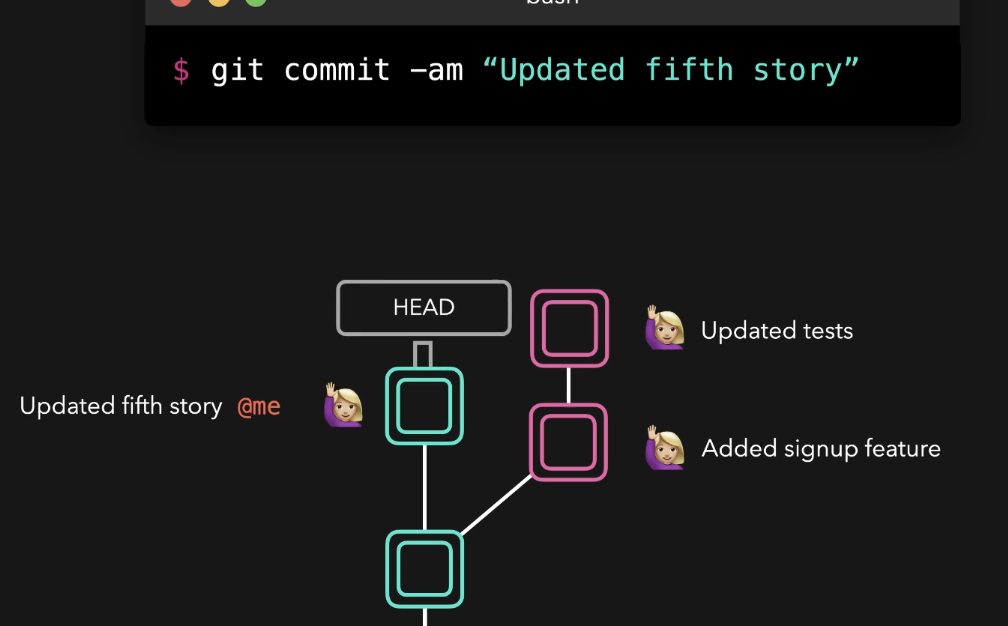 bash
$ git commit -am “Updated fifth story”
HEAD
Updated tests
Updated fifth story @me
Added signup feature